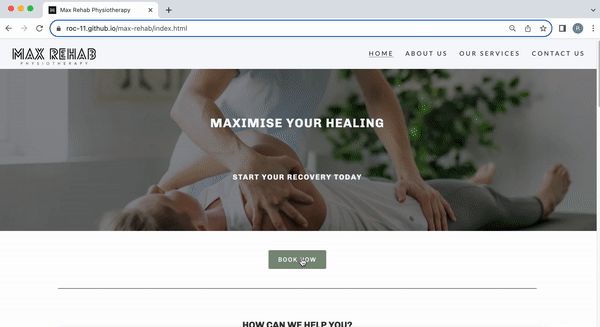 Max Rehab Physiotherapy
roc-11.github.io/max-rehab/index.html
R
MAX REHAB
PHYSIOTHERAPY
HOME ABOUT US OUR SERVICES CONTACT US
MAXIMISE YOUR HEALING
START YOUR RECOVERY TODAY
BOOK NOW
HOW CAN WE HELP YOU?